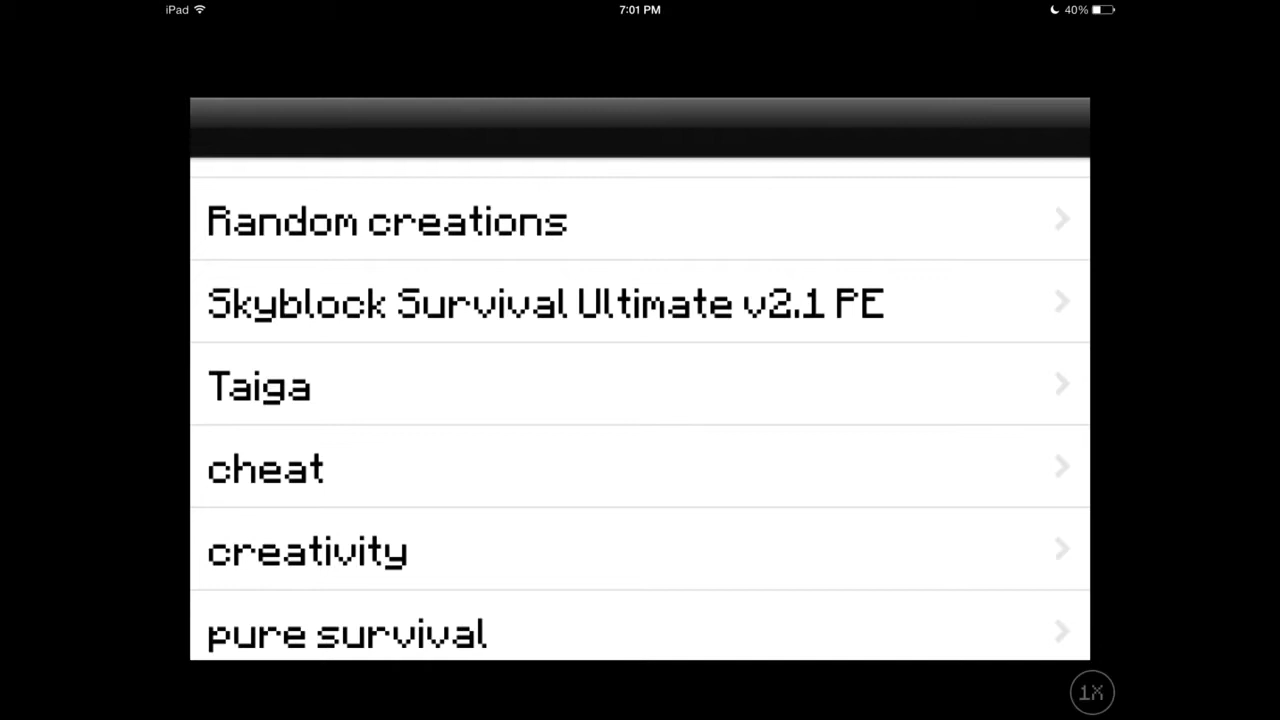 iPad 7:01 PM 40%
Random creations
Skyblock Survival Ultimate v2.1 PE
Taiga
cheat
creativity
pure survival
1X